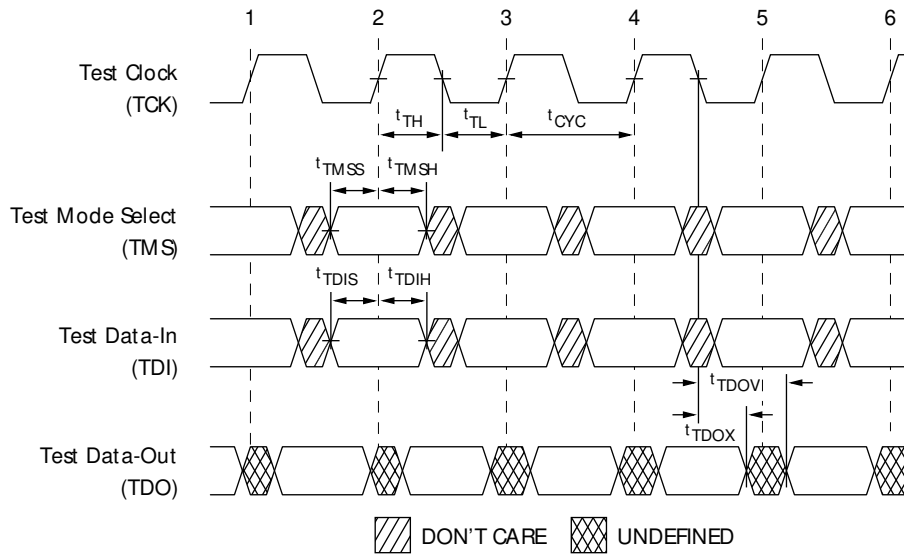 1 2 3 4 5 6
Test Clock
(TCK)
tTH tTL tCYC
tTMSS tTMSH
Test Mode Select
(TMS)
tTDIS tTDIH
Test Data-In
(TDI)
tTDOV
tTDOX
Test Data-Out
(TDO)
DON'T CARE UNDEFINED